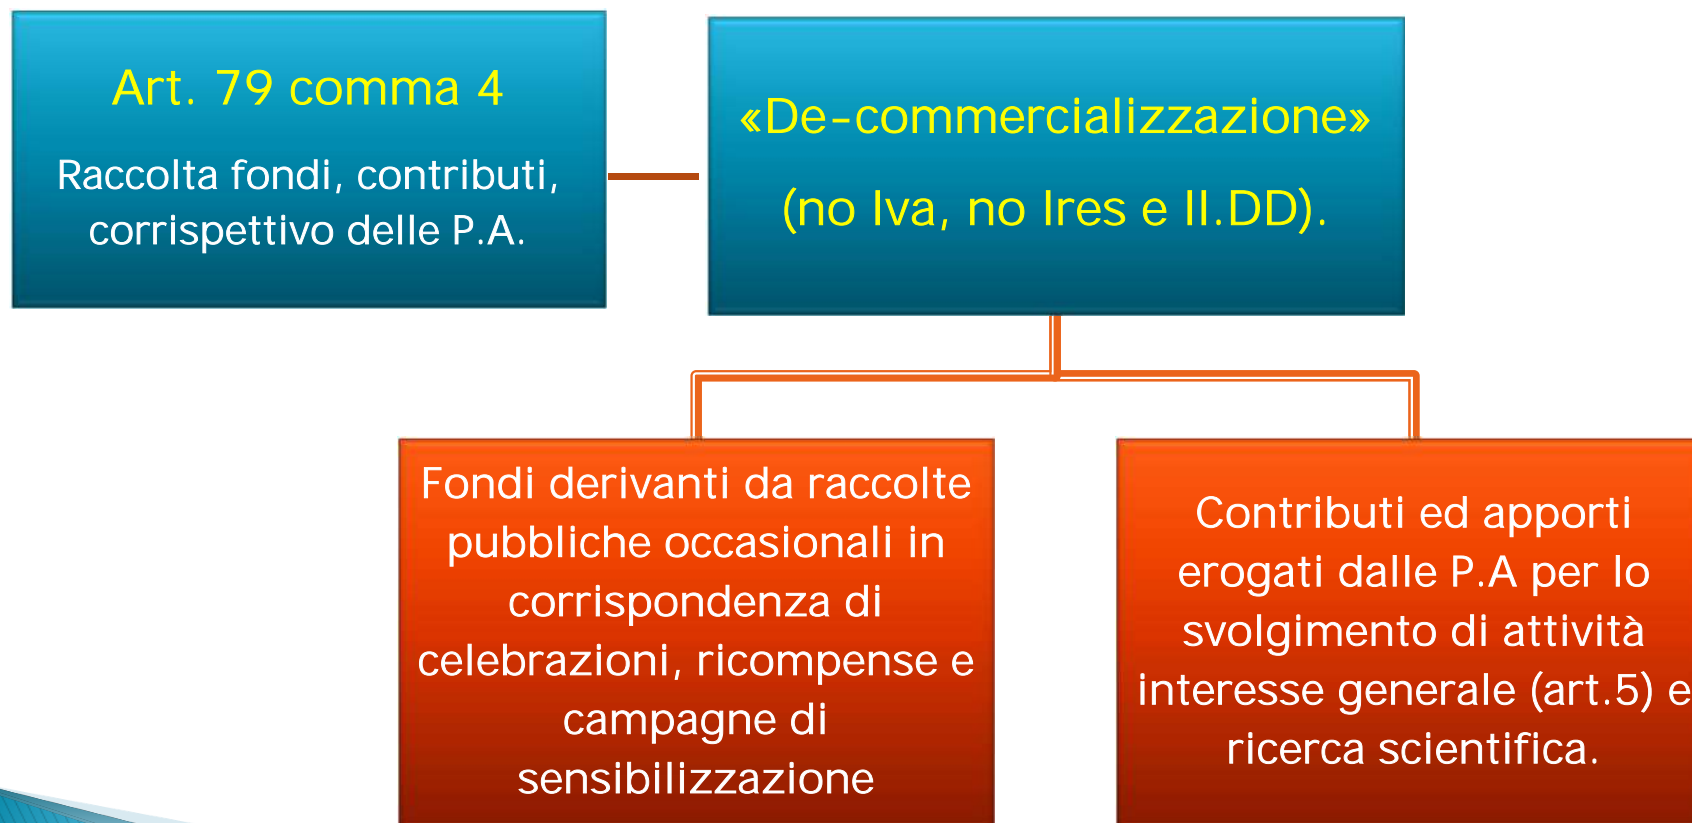 Art. 79 comma 4
Raccolta fondi, contributi,
corrispettivo delle P.A.
«De-commercializzazione»
(no Iva, no Ires e II.DD).
Fondi derivanti da raccolte
pubbliche occasionali in
corrispondenza di
celebrazioni, ricompense e
campagne di
sensibilizzazione
Contributi ed apporti
erogati dalle P.A per lo
svolgimento di attività
interesse generale (art.5) e
ricerca scientifica.